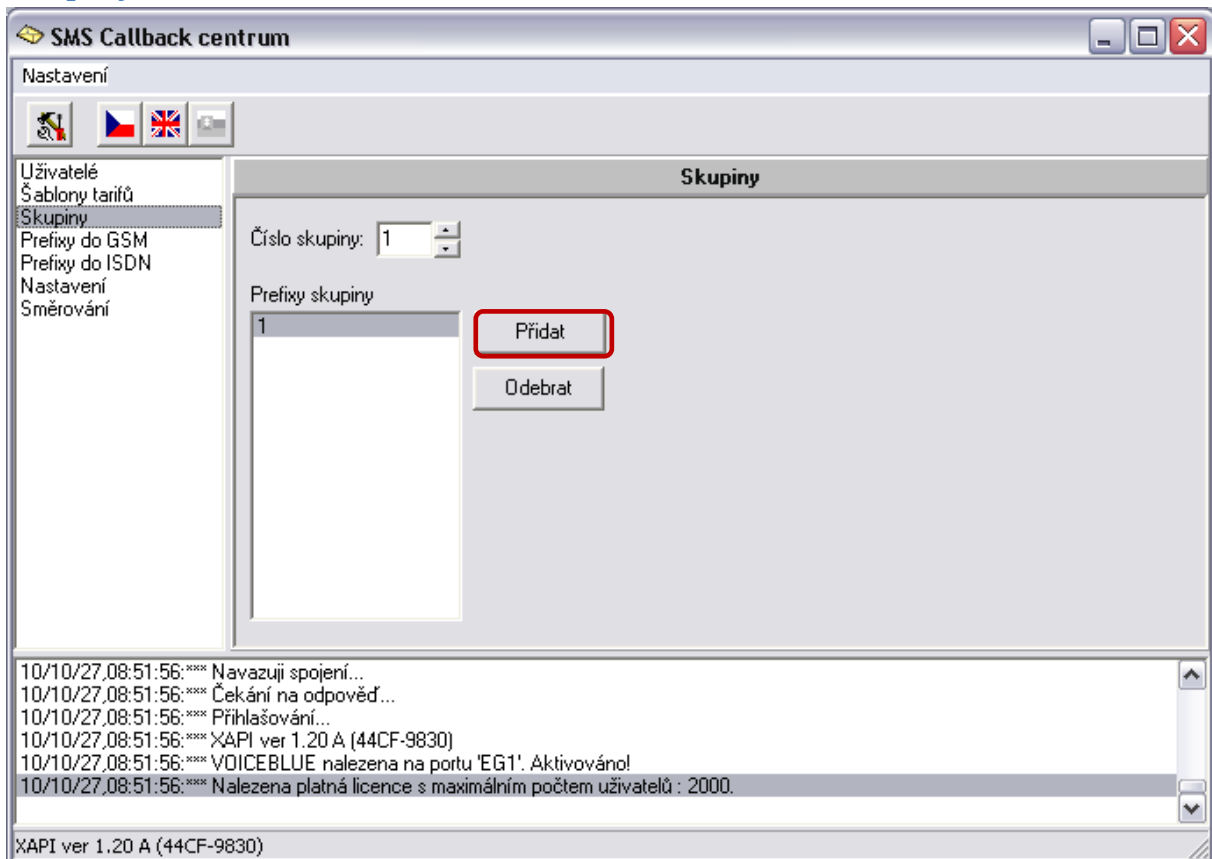 SMS Callback centrum
Nastavení
Uživatelé
Šablony tarifů
Skupiny
Prefixy do GSM
Prefixy do ISDN
Nastavení
Směrování
Skupiny
Číslo skupiny: 1
Prefixy skupiny
1
Přidat
Odebrat
10/10/27,08:51:56:*** Navazuji spojení...
10/10/27,08:51:56:*** Čekání na odpověď...
10/10/27,08:51:56:*** Přihlašování...
10/10/27,08:51:56:*** XAPI ver 1.20 A (44CF-9830)
10/10/27,08:51:56:*** VOICEBLUE nalezena na portu 'EG1'. Aktivováno!
10/10/27,08:51:56:*** Nalezena platná licence s maximálním počtem uživatelů : 2000.
XAPI ver 1.20 A (44CF-9830)